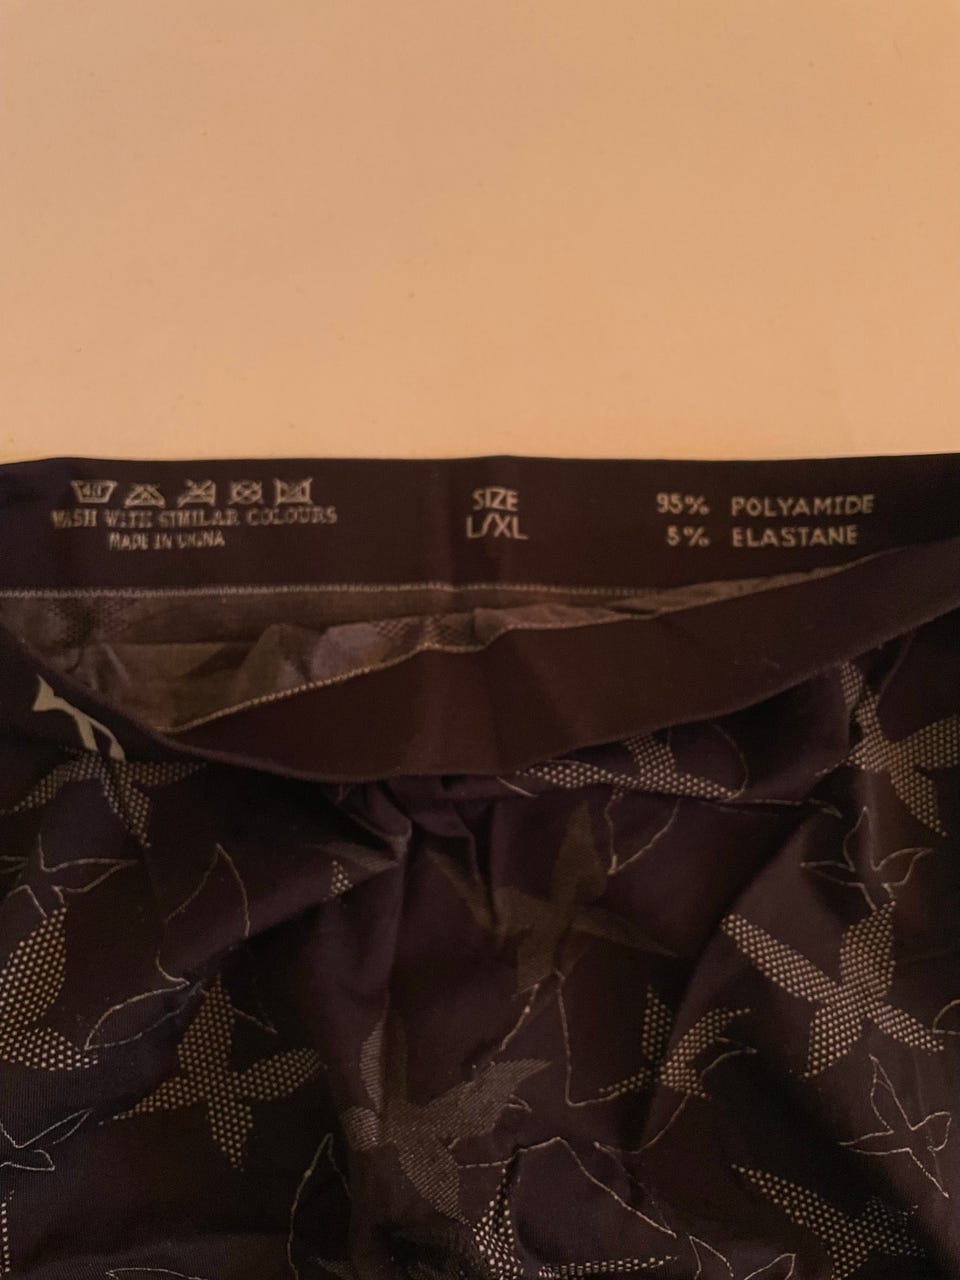 WASH WITH SIMILAR COLOURS
MADE IN CHINA
SIZE
L/XL
95% POLYAMIDE
5% ELASTANE